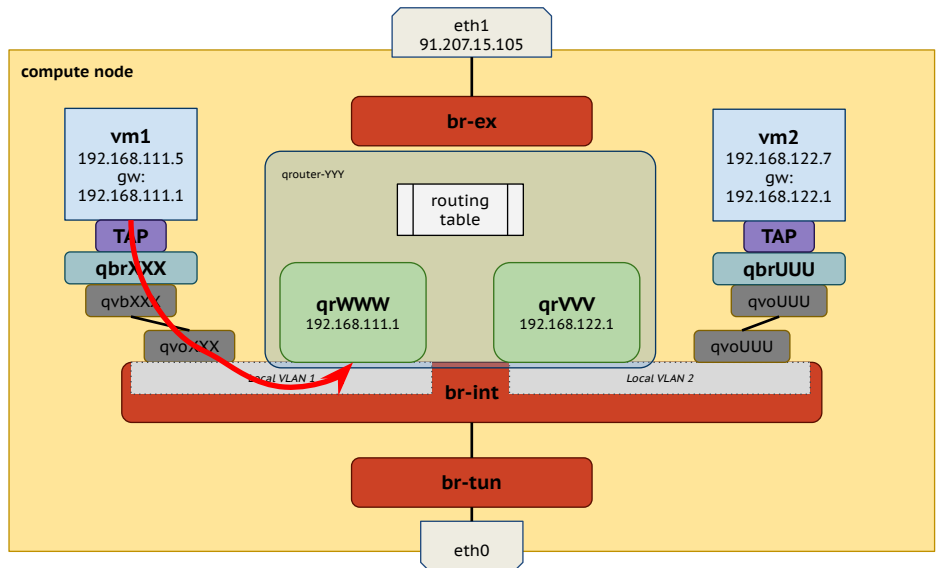 eth1
91.207.15.105
compute node
br-ex
vm1
192.168.111.5
gw:
192.168.111.1
vm2
192.168.122.7
gw:
192.168.122.1
qrouter-YYY
routing
table
TAP
TAP
qbrXXX
qbrUUU
qvbXXX
qvoUUU
qrWWW
192.168.111.1
qrVVV
192.168.122.1
qvoXXX
qvoUUU
Local VLAN 1
Local VLAN 2
br-int
br-tun
eth0